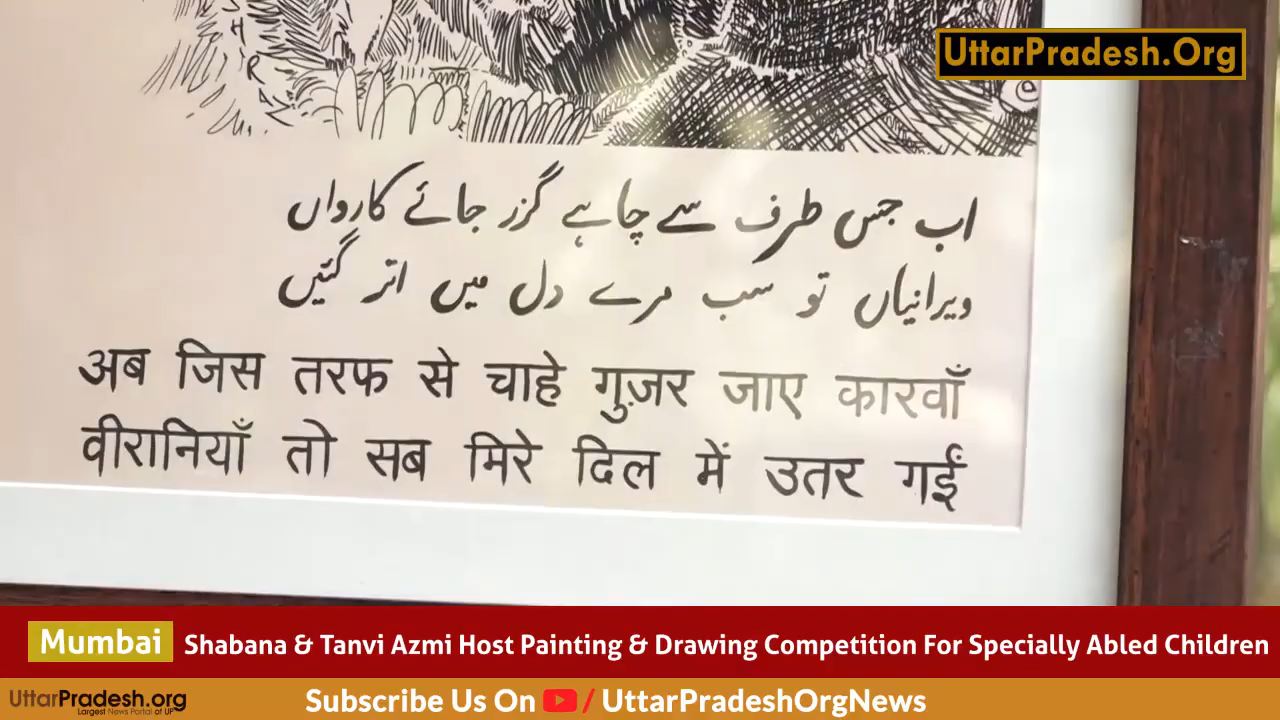 UttarPradesh.Org
اب جس طرف سے چاہے گزر جائے کارواں
ویرانیاں تو سب مرے دل میں اتر گئیں
अब जिस तरफ से चाहे गुज़र जाए कारवाँ
वीरानियाँ तो सब मिरे दिल में उतर गईं
Mumbai Shabana & Tanvi Azmi Host Painting & Drawing Competition For Specially Abled Children
UttarPradesh.org
Largest News Portal of UP
Subscribe Us On / UttarPradeshOrgNews